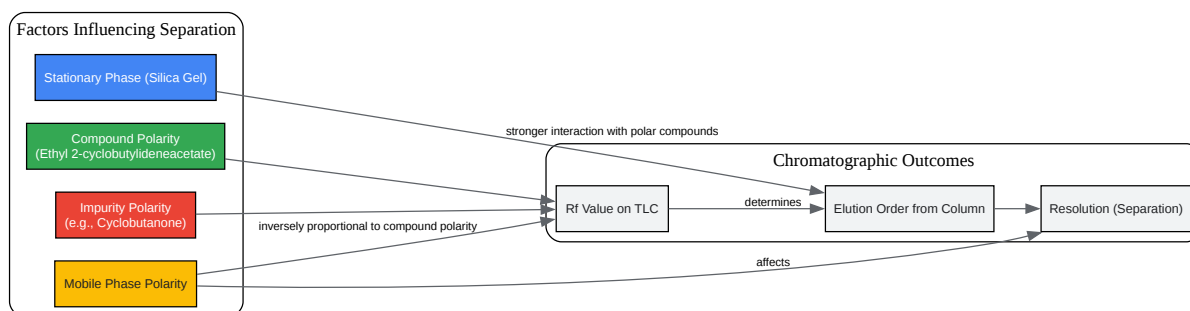 Factors Influencing Separation
Stationary Phase (Silica Gel)
Compound Polarity
(Ethyl 2-cyclobutylideneacetate)
Impurity Polarity
(e.g., Cyclobutanone)
Mobile Phase Polarity
stronger interaction with polar compounds
inversely proportional to compound polarity
Chromatographic Outcomes
Rf Value on TLC
determines
Elution Order from Column
Resolution (Separation)
affects